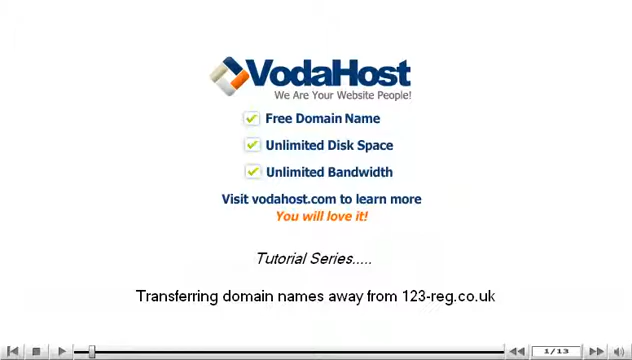 VodaHost
We Are Your Website People!
Free Domain Name
Unlimited Disk Space
Unlimited Bandwidth
Visit vodahost.com to learn more
You will love it!
Tutorial Series.....
Transferring domain names away from 123-reg.co.uk
1/13